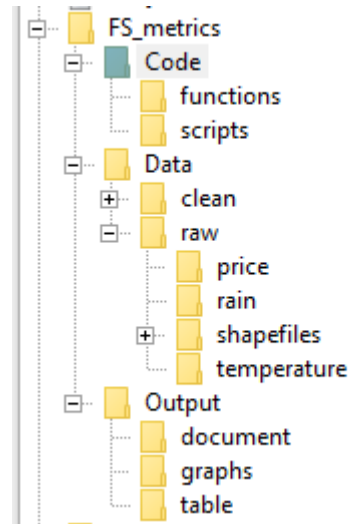 FS_metrics
Code
functions
scripts
Data
clean
raw
price
rain
shapefiles
temperature
Output
document
graphs
table